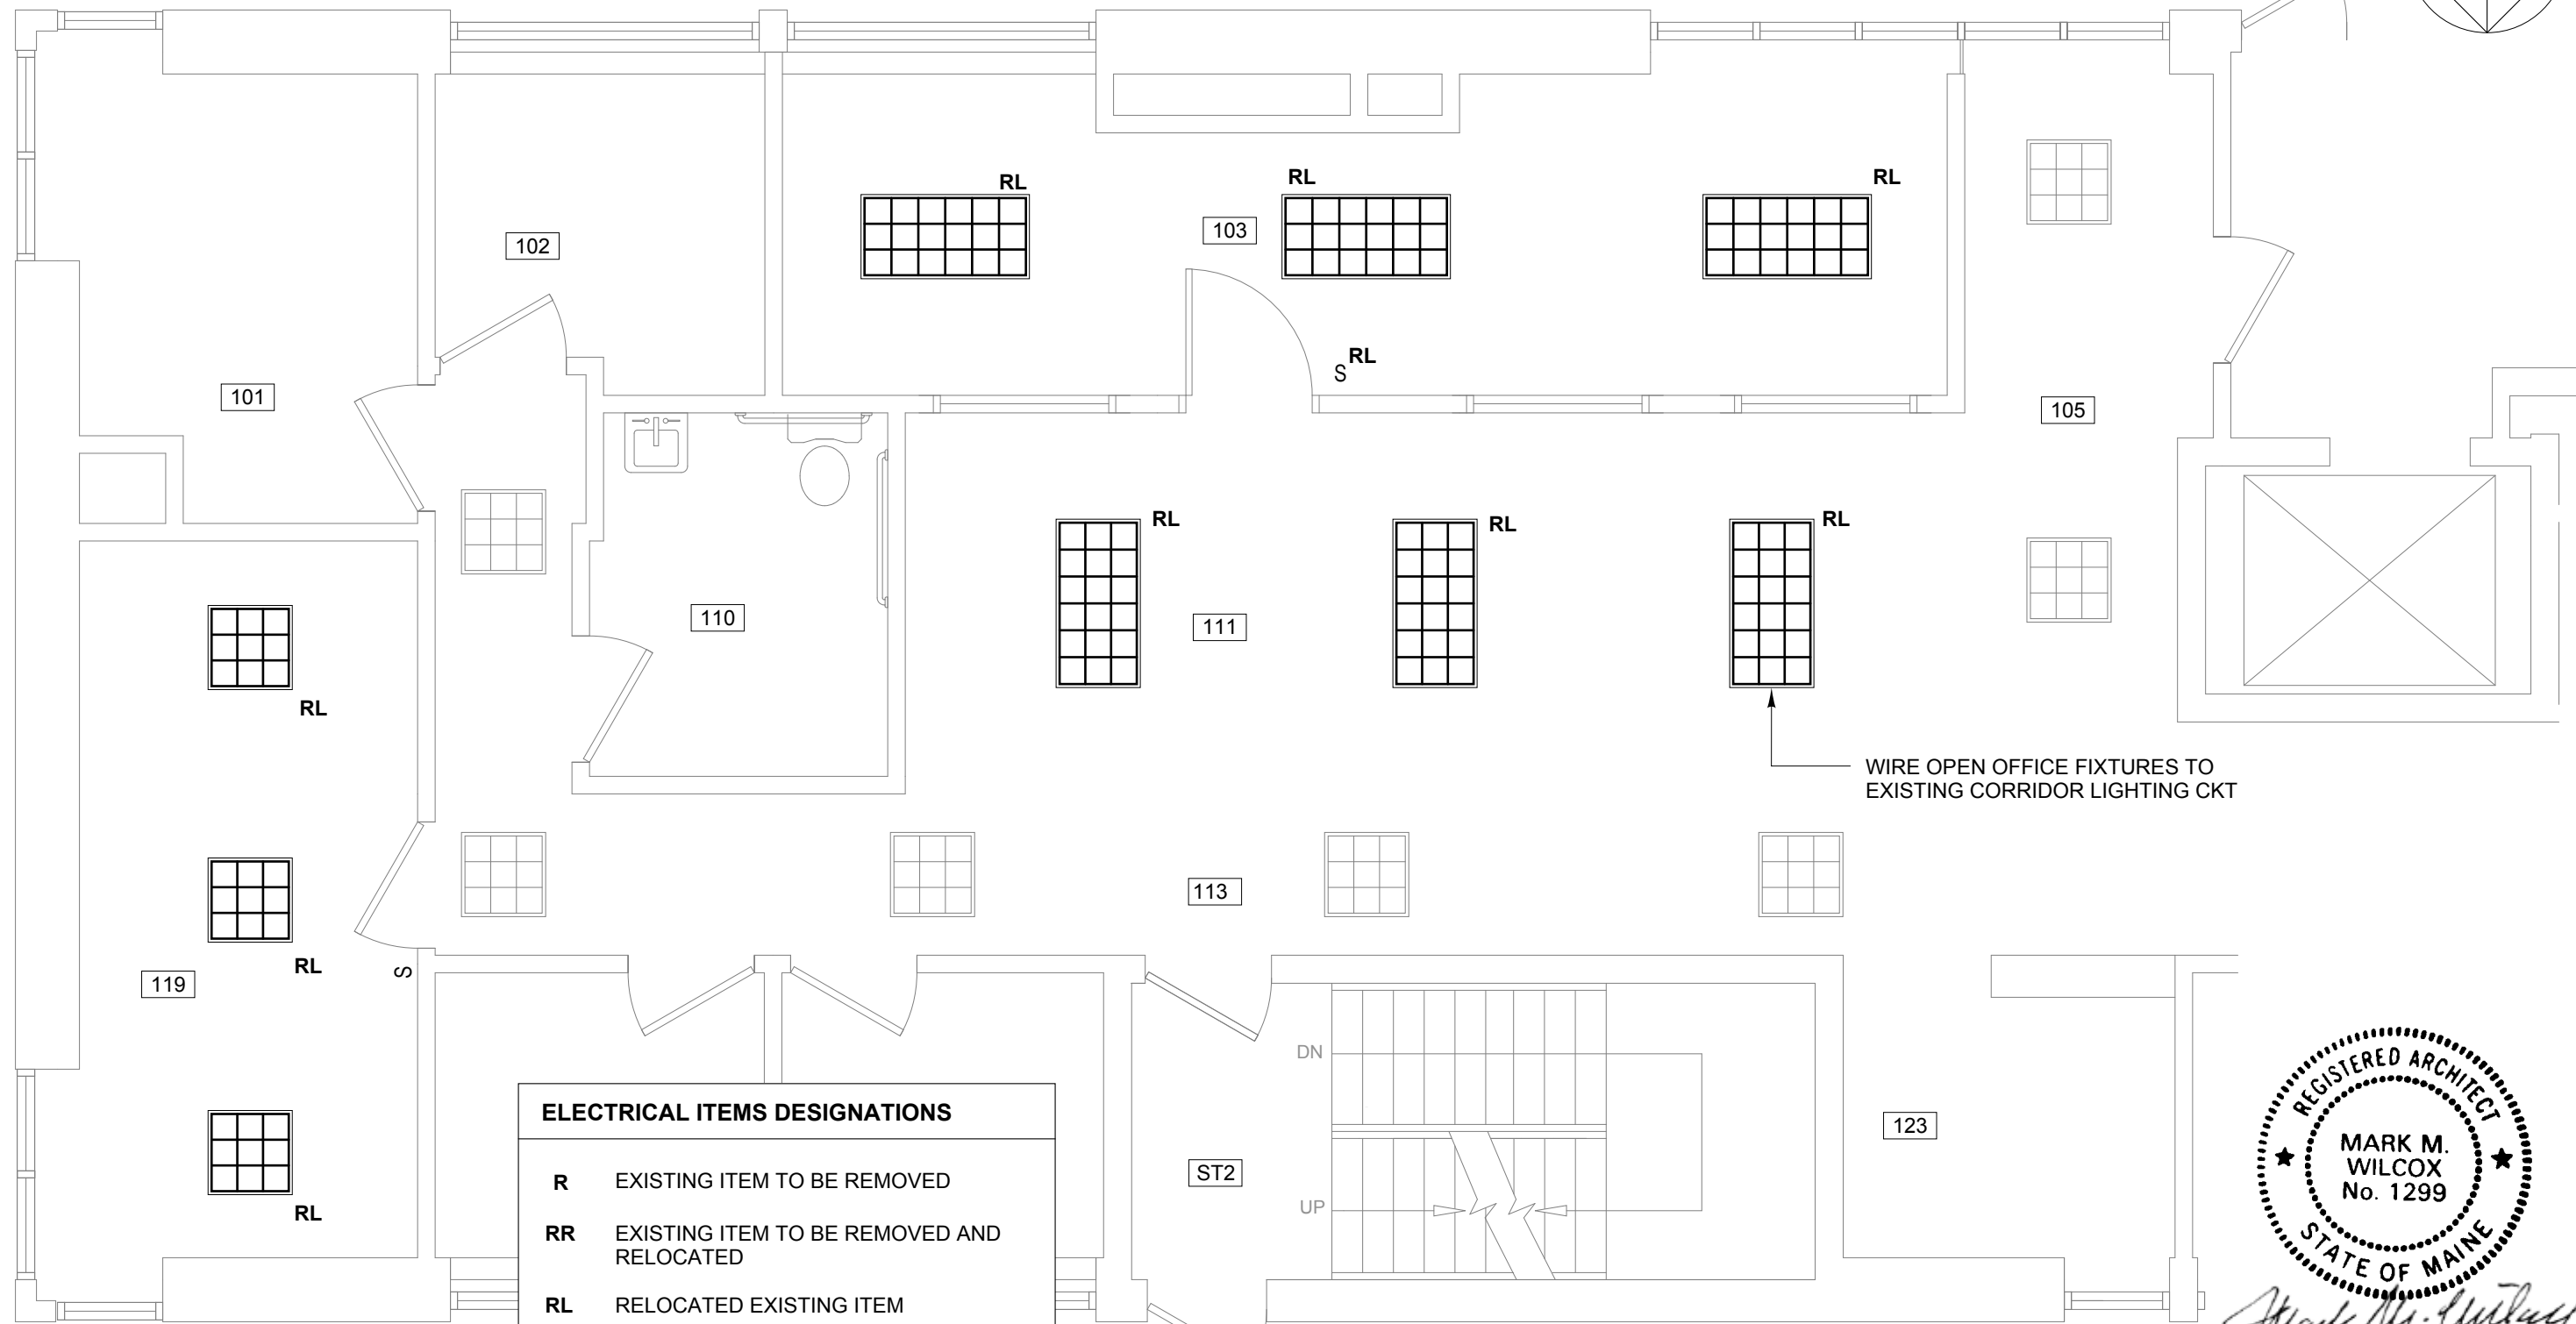 RL
RL
RL
102
103
RL
S
101
105
RL
RL
RL
110
111
RL
WIRE OPEN OFFICE FIXTURES TO
EXISTING CORRIDOR LIGHTING CKT
113
RL
S
119
DN
UP
ST2
123
RL
ELECTRICAL ITEMS DESIGNATIONS
R EXISTING ITEM TO BE REMOVED
RR EXISTING ITEM TO BE REMOVED AND
RELOCATED
RL RELOCATED EXISTING ITEM
REGISTERED ARCHITECT
MARK M.
WILCOX
No. 1299
STATE OF MAINE